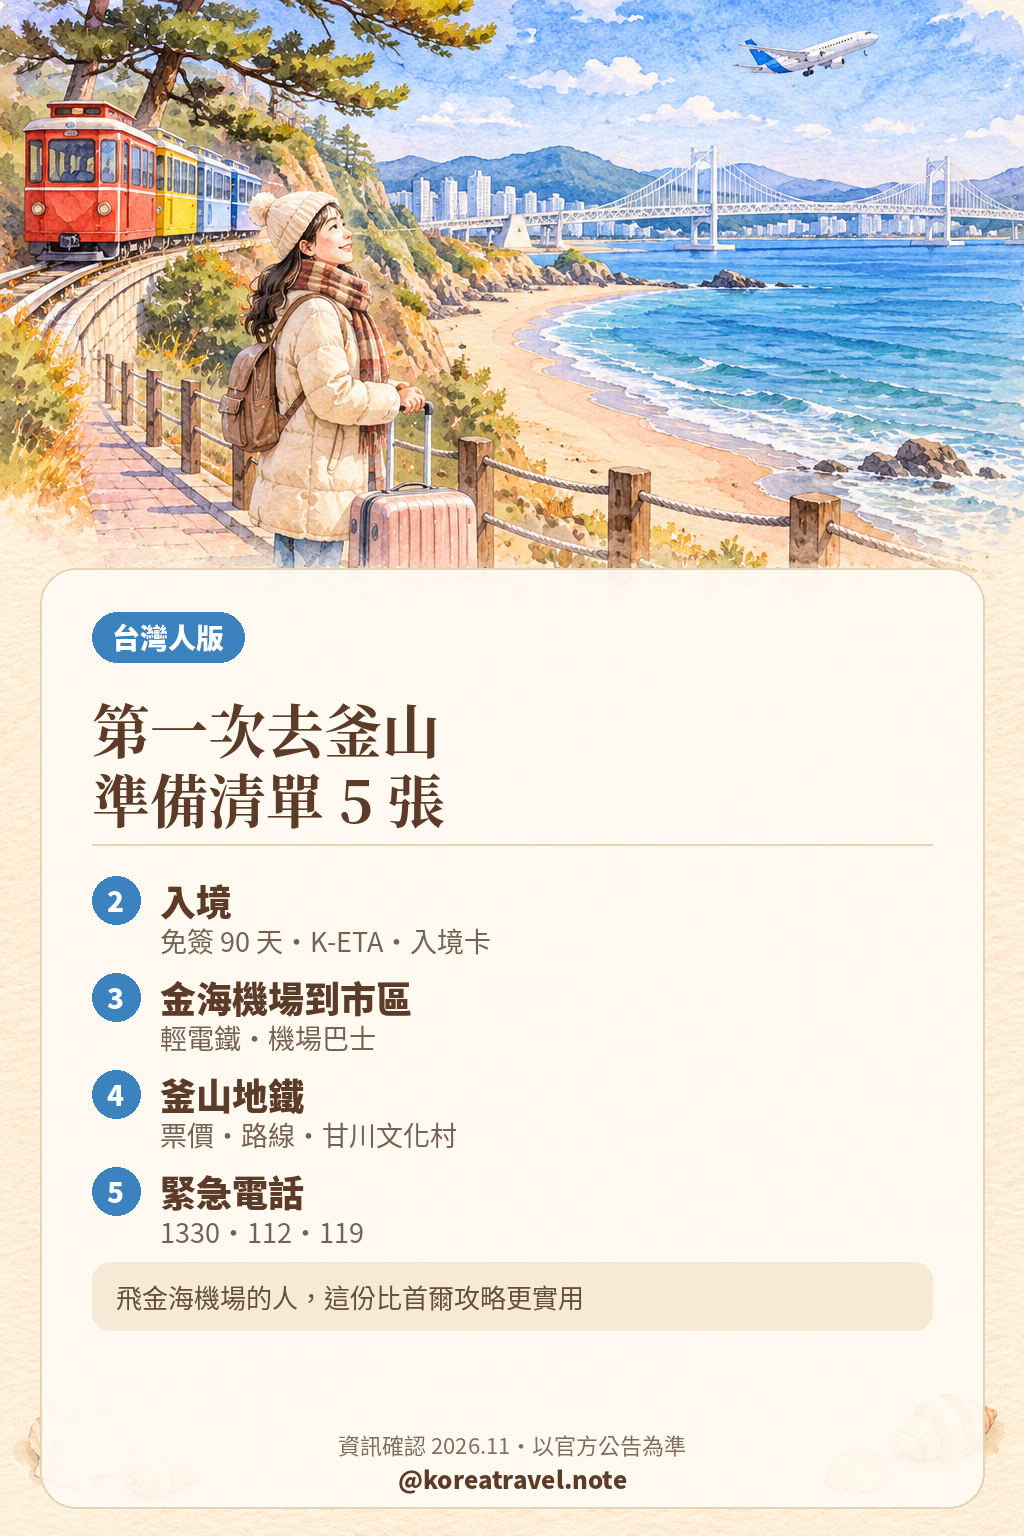 台灣人版
第一次去釜山
準備清單 5 張
2 入境
免簽 90 天・K-ETA・入境卡
3 金海機場到市區
輕電鐵・機場巴士
4 釜山地鐵
票價・路線・甘川文化村
5 緊急電話
1330・112・119
飛金海機場的人，這份比首爾攻略更實用
資訊確認 2026.11・以官方公告為準
@koreatravel.note